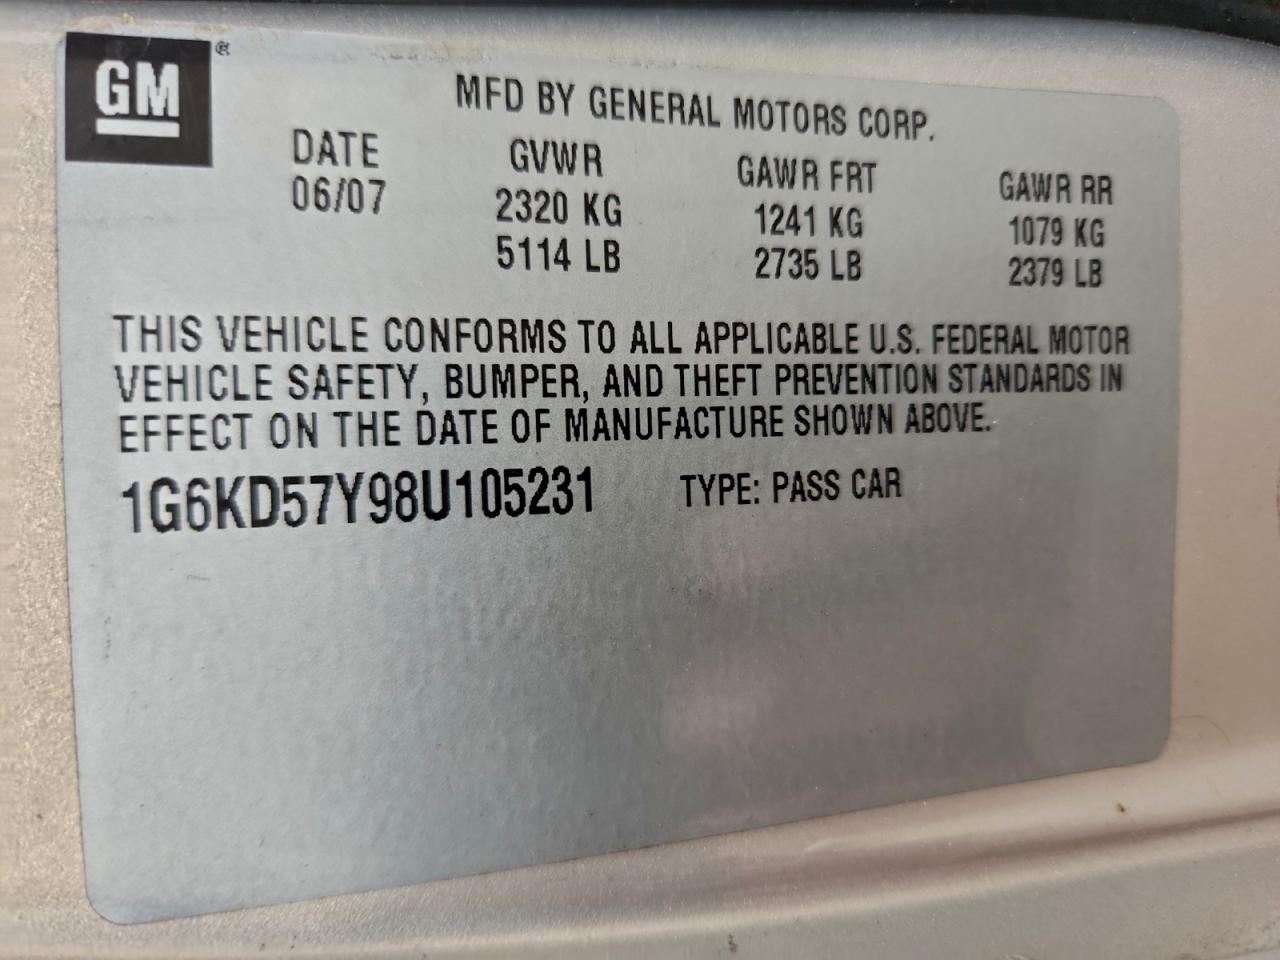 GM®
MFD BY GENERAL MOTORS CORP.
DATE GVWR GAWR FRT GAWR RR
06/07 2320 KG 1241 KG 1079 KG
5114 LB 2735 LB 2379 LB
THIS VEHICLE CONFORMS TO ALL APPLICABLE U.S. FEDERAL MOTOR
VEHICLE SAFETY, BUMPER, AND THEFT PREVENTION STANDARDS IN
EFFECT ON THE DATE OF MANUFACTURE SHOWN ABOVE.
1G6KD57Y98U105231 TYPE: PASS CAR